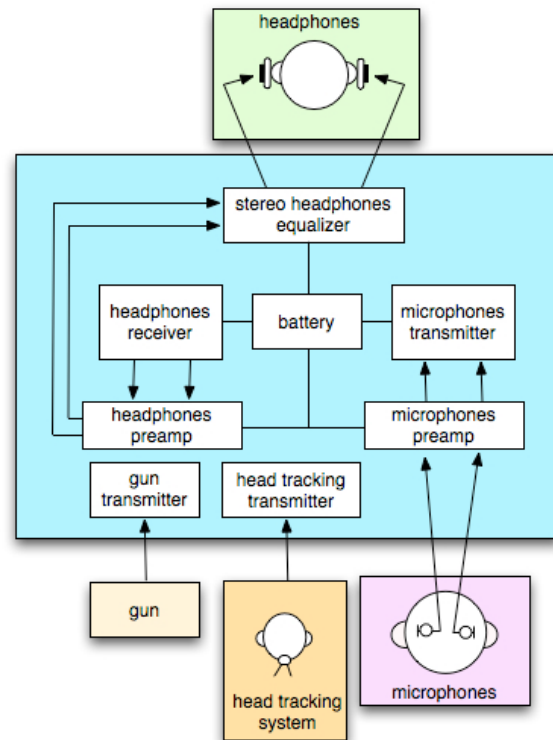 headphones
stereo headphones
equalizer
headphones
receiver
battery
microphones
transmitter
headphones
preamp
microphones
preamp
gun
transmitter
head tracking
transmitter
gun
head tracking
system
microphones